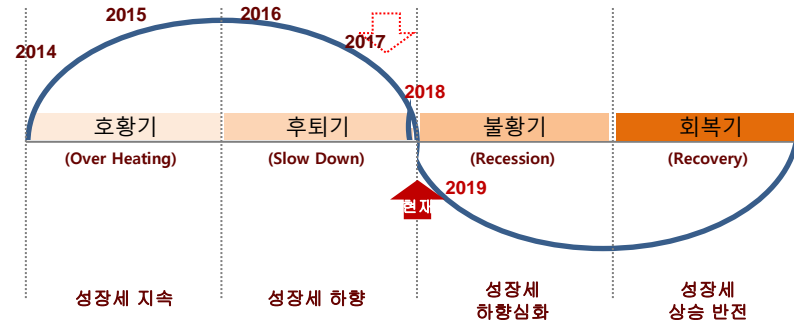 2014
2015
2016
2017
2018
호황기
후퇴기
불황기
회복기
(Over Heating)
(Slow Down)
(Recession)
(Recovery)
2019
현재
성장세 지속
성장세 하향
성장세
하향심화
성장세
상승 반전